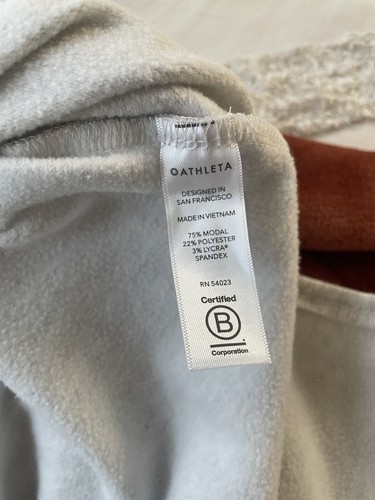 ATHLETA
DESIGNED IN
SAN FRANCISCO
MADE IN VIETNAM
75% MODAL
22% POLYESTER
3% LYCRA®
SPANDEX
RN 54023
Certified
B
Corporation